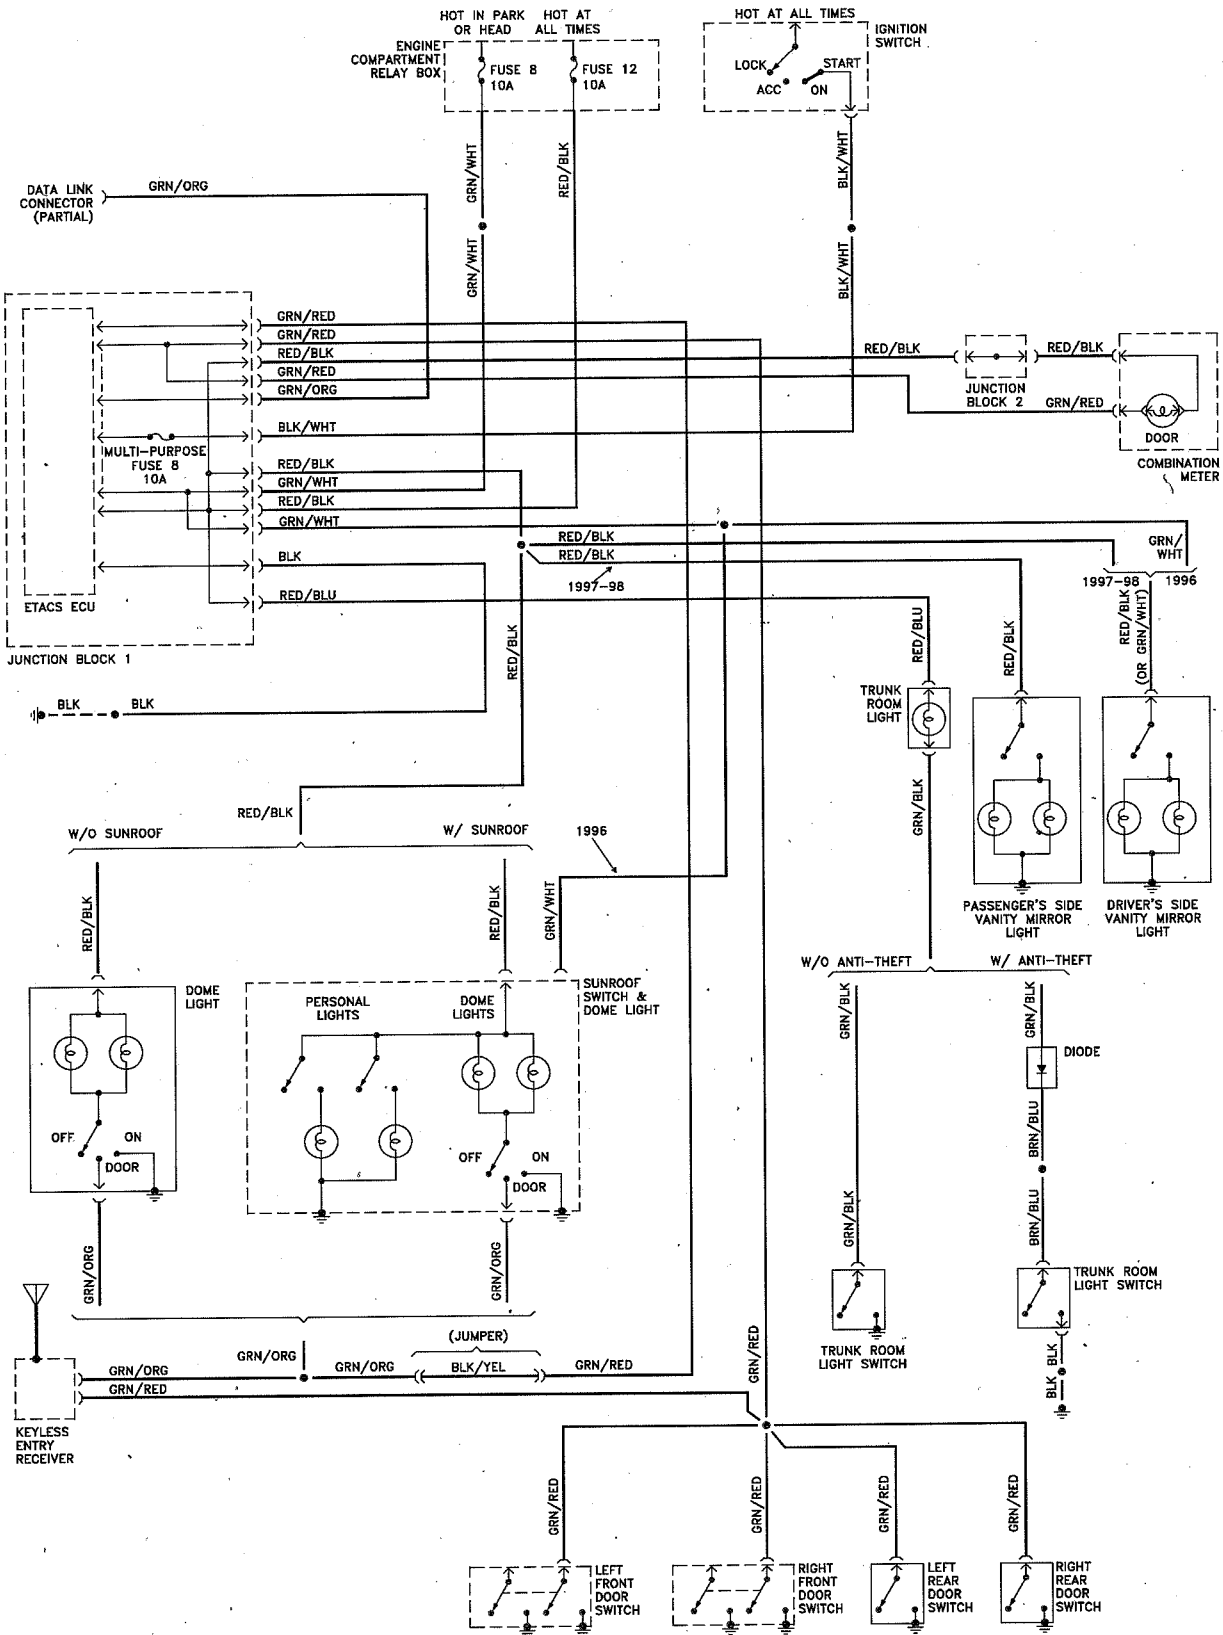 HOT IN PARK
OR HEAD
HOT AT
ALL TIMES
HOT AT ALL TIMES
ENGINE
COMPARTMENT
RELAY BOX
FUSE 8
10A
FUSE 12
10A
IGNITION
SWITCH
LOCK
START
ACC
ON
GRN/WHT
RED/BLK
BLK/WHT
DATA LINK
CONNECTOR
(PARTIAL)
GRN/ORG
GRN/WHT
BLK/WHT
GRN/RED
GRN/RED
RED/BLK
GRN/RED
GRN/ORG
BLK/WHT
RED/BLK
GRN/WHT
RED/BLK
GRN/WHT
BLK
RED/BLU
MULTI-PURPOSE
FUSE 8
10A
ETACS ECU
JUNCTION BLOCK 1
RED/BLK
RED/BLK
JUNCTION
BLOCK 2
GRN/RED
DOOR
COMBINATION
METER
RED/BLK
RED/BLK
1997-98
GRN/
WHT
1997-98
1996
RED/BLK
(OR GRN/WHT)
RED/BLK
RED/BLU
RED/BLK
BLK
BLK
TRUNK
ROOM
LIGHT
GRN/BLK
RED/BLK
W/O SUNROOF
W/ SUNROOF
1996
RED/BLK
RED/BLK
GRN/WHT
PASSENGER'S SIDE
VANITY MIRROR
LIGHT
DRIVER'S SIDE
VANITY MIRROR
LIGHT
W/O ANTI-THEFT
W/ ANTI-THEFT
DOME
LIGHT
PERSONAL
LIGHTS
DOME
LIGHTS
SUNROOF
SWITCH &
DOME LIGHT
GRN/BLK
GRN/BLK
DIODE
BRN/BLU
OFF
ON
DOOR
OFF
ON
DOOR
GRN/BLK
BRN/BLU
GRN/ORG
GRN/ORG
TRUNK ROOM
LIGHT SWITCH
TRUNK ROOM
LIGHT SWITCH
BLK
BLK
(JUMPER)
GRN/ORG
GRN/ORG
BLK/YEL
GRN/RED
GRN/RED
GRN/ORG
GRN/RED
KEYLESS
ENTRY
RECEIVER
GRN/RED
GRN/RED
GRN/RED
GRN/RED
LEFT
FRONT
DOOR
SWITCH
RIGHT
FRONT
DOOR
SWITCH
LEFT
REAR
DOOR
SWITCH
RIGHT
REAR
DOOR
SWITCH